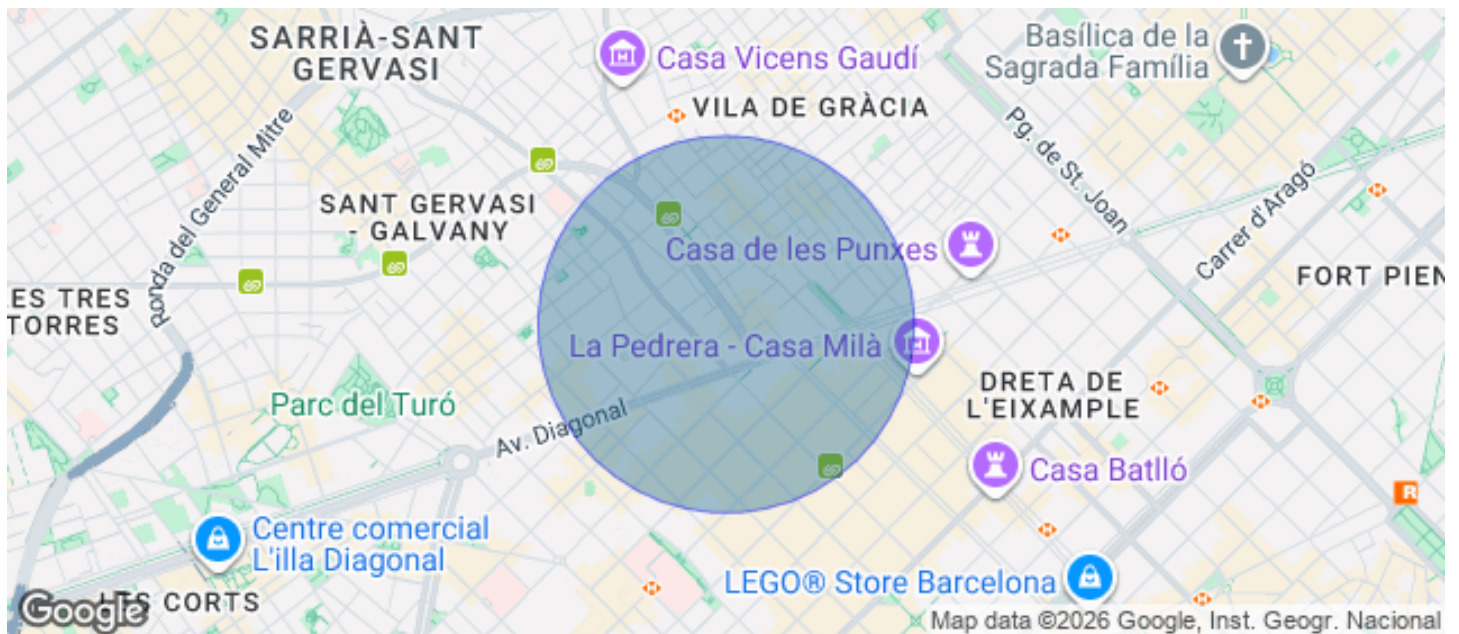 SARRIÀ-SANT
GERVASI
Casa Vicens Gaudí
Basílica de la
Sagrada Família
VILA DE GRÀCIA
Ronda del General Mitre
Pg. de St. Joan
Carrer d'Aragó
SANT GERVASI
- GALVANY
Casa de les Punxes
FORT PIEN
ES TRES
TORRES
La Pedrera - Casa Milà
DRETA DE
L'EIXAMPLE
Parc del Turó
Av. Diagonal
Casa Batlló
R
Centre comercial
L'illa Diagonal
LEGO® Store Barcelona
Google
LES CORTS
Map data ©2026 Google, Inst. Geogr. Nacional